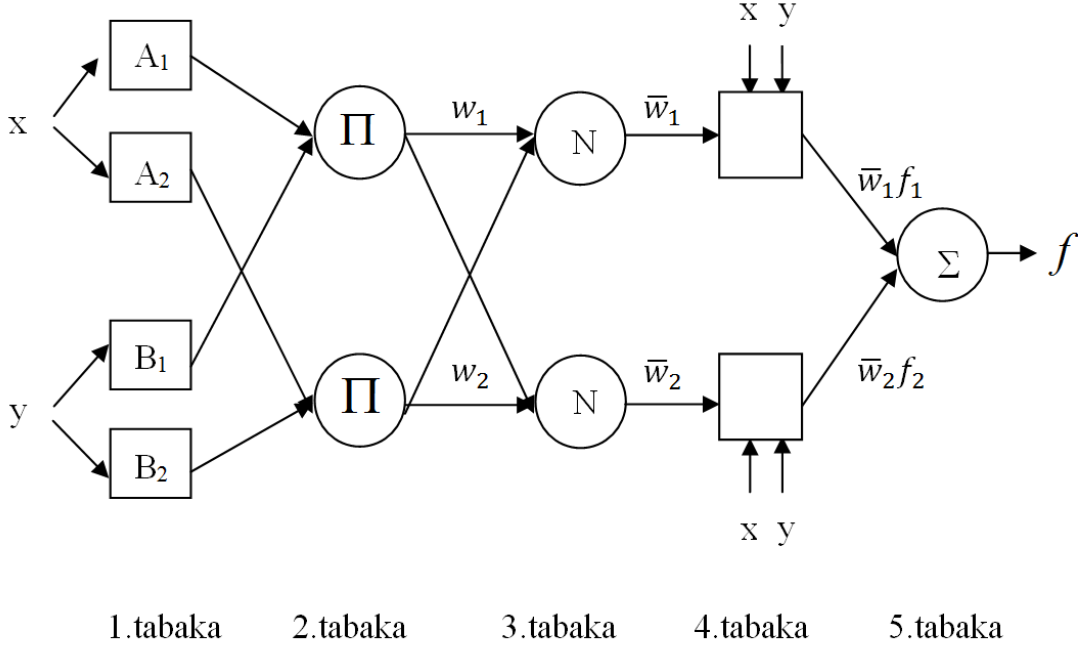 x y
A₁
x
A₂
Π w₁ N w̅₁
w̅₁f₁
Σ f
B₁
y
B₂
Π w₂ N w̅₂
w̅₂f₂
x y
1.tabaka 2.tabaka 3.tabaka 4.tabaka 5.tabaka